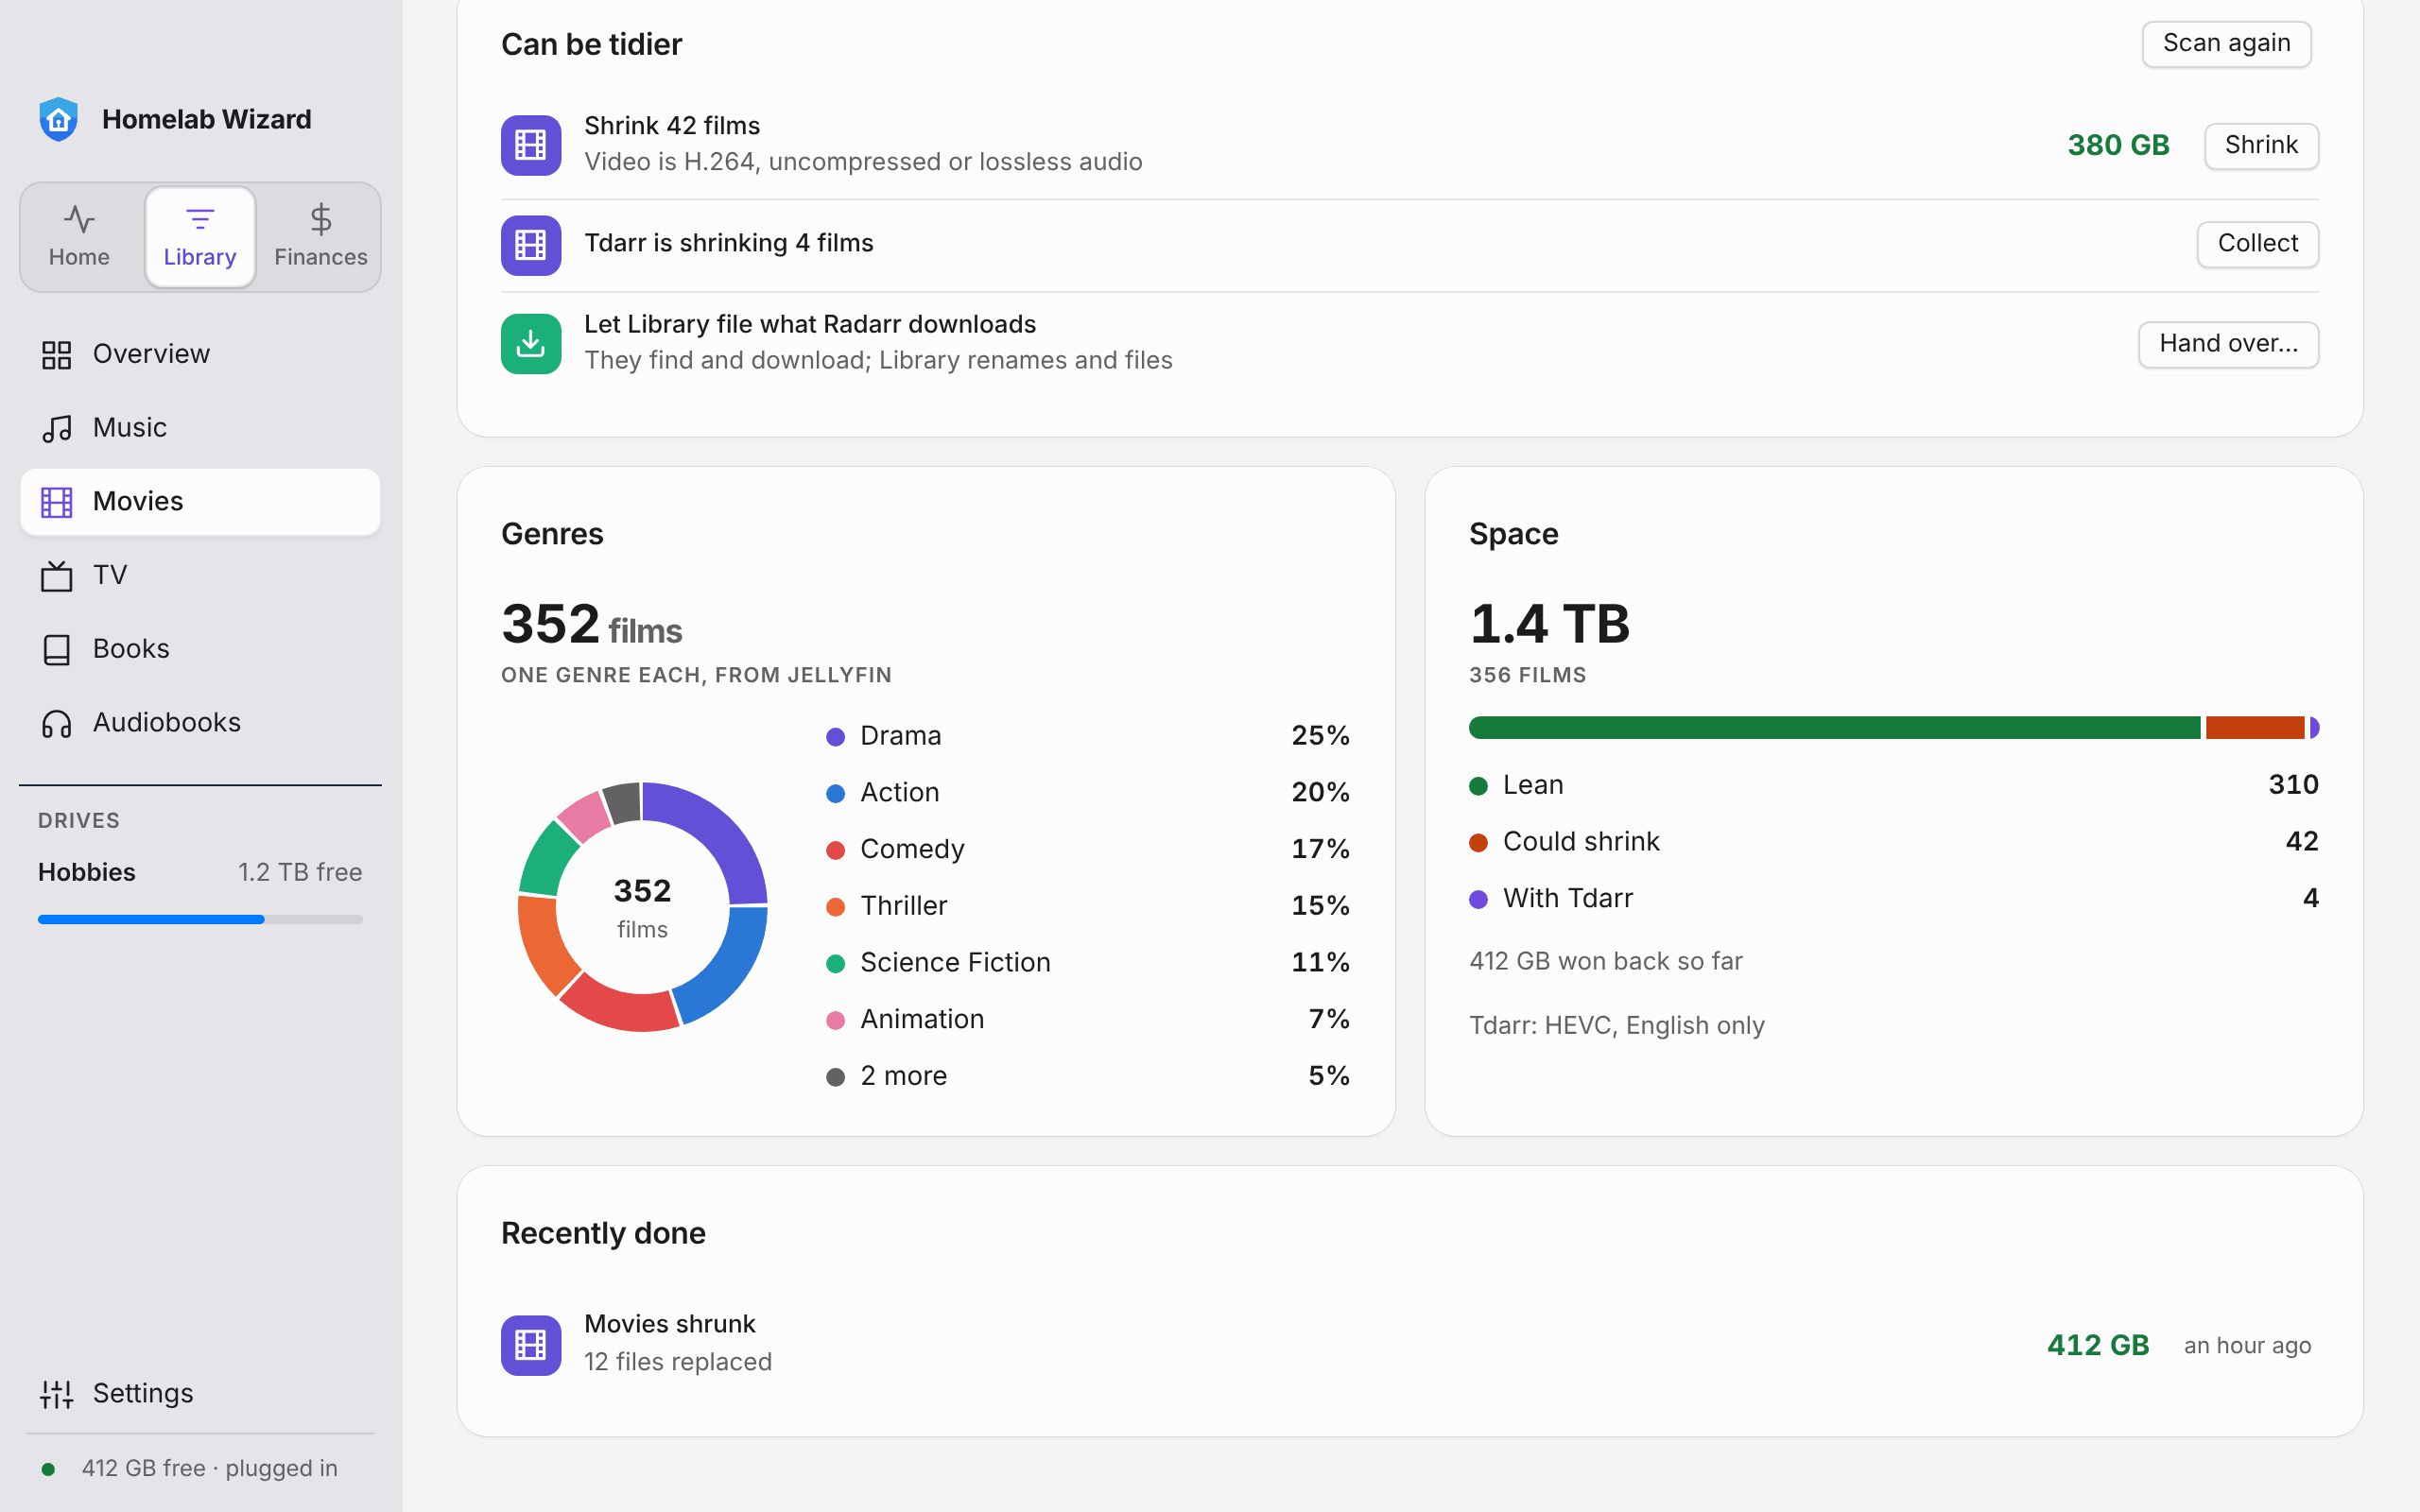 Homelab Wizard
Home
Library
Finances
Overview
Music
Movies
TV
Books
Audiobooks
DRIVES
Hobbies 1.2 TB free
Settings
412 GB free · plugged in
Can be tidier
Scan again
Shrink 42 films
Video is H.264, uncompressed or lossless audio
380 GB
Shrink
Tdarr is shrinking 4 films
Collect
Let Library file what Radarr downloads
They find and download; Library renames and files
Hand over...
Genres
352 films
ONE GENRE EACH, FROM JELLYFIN
352
films
Drama 25%
Action 20%
Comedy 17%
Thriller 15%
Science Fiction 11%
Animation 7%
2 more 5%
Space
1.4 TB
356 FILMS
Lean 310
Could shrink 42
With Tdarr 4
412 GB won back so far
Tdarr: HEVC, English only
Recently done
Movies shrunk
12 files replaced
412 GB
an hour ago